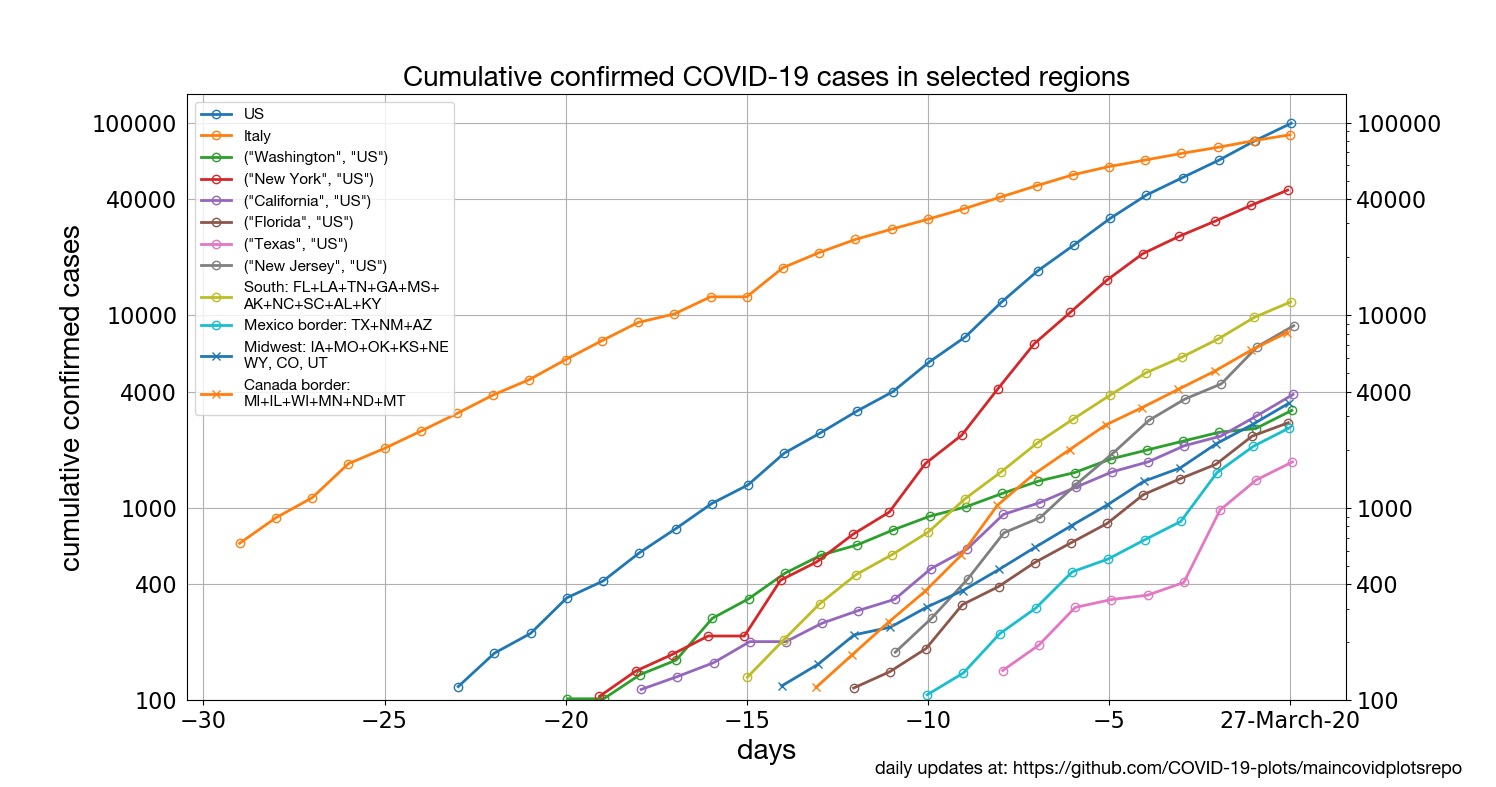 Cumulative confirmed COVID-19 cases in selected regions
100000
40000
10000
4000
1000
400
100
cumulative confirmed cases
US
Italy
("Washington", "US")
("New York", "US")
("California", "US")
("Florida", "US")
("Texas", "US")
("New Jersey", "US")
South: FL+LA+TN+GA+MS+
AK+NC+SC+AL+KY
Mexico border: TX+NM+AZ
Midwest: IA+MO+OK+KS+NE
WY, CO, UT
Canada border:
MI+IL+WI+MN+ND+MT
100000
40000
10000
4000
1000
400
100
−30 −25 −20 −15 −10 −5 27-March-20
days
daily updates at: https://github.com/COVID-19-plots/maincovidplotsrepo